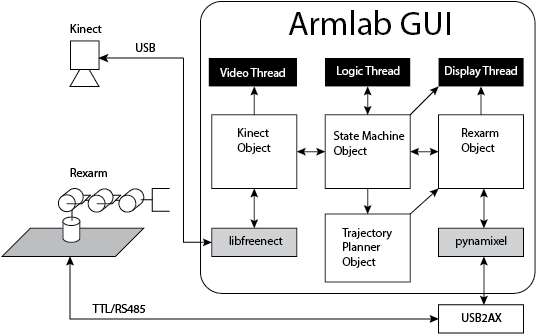 Armlab GUI
Kinect
USB
Video Thread
Logic Thread
Display Thread
Kinect
Object
State Machine
Object
Rexarm
Object
Rexarm
libfreenect
Trajectory
Planner
Object
pynamixel
TTL/RS485
USB2AX